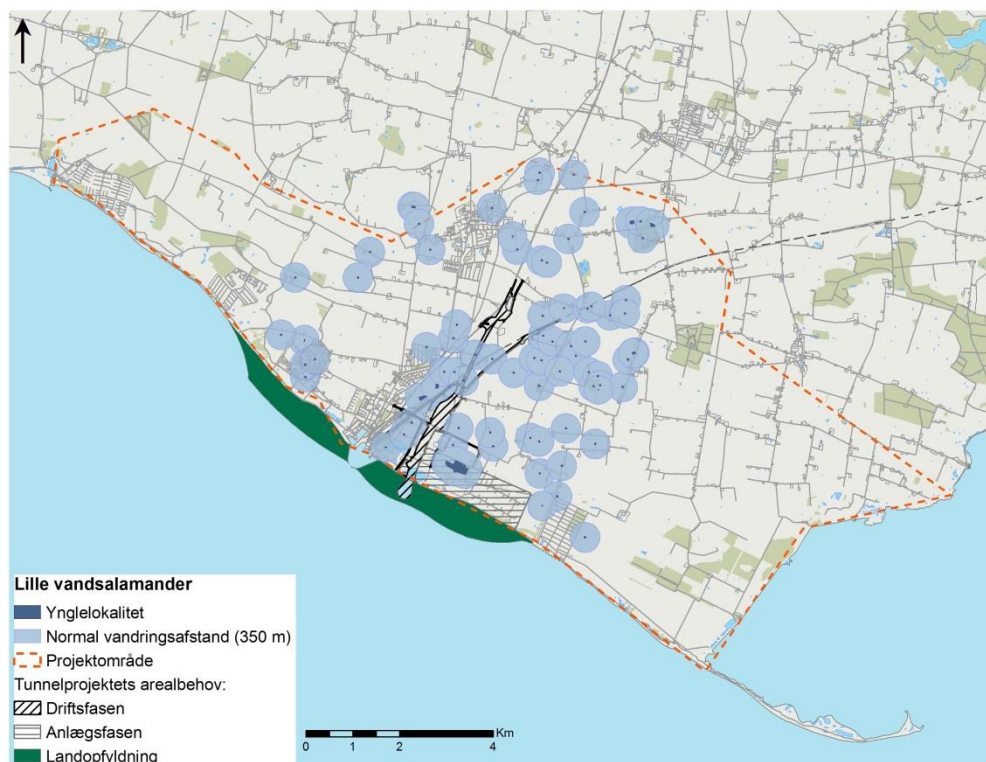 Lille vandsalamander
Ynglelokalitet
Normal vandringsafstand (350 m)
Projektområde
Tunnelprojektets arealbehov:
Driftsfasen
Anlægsfasen
Landopfyldning
Km
0 1 2 4